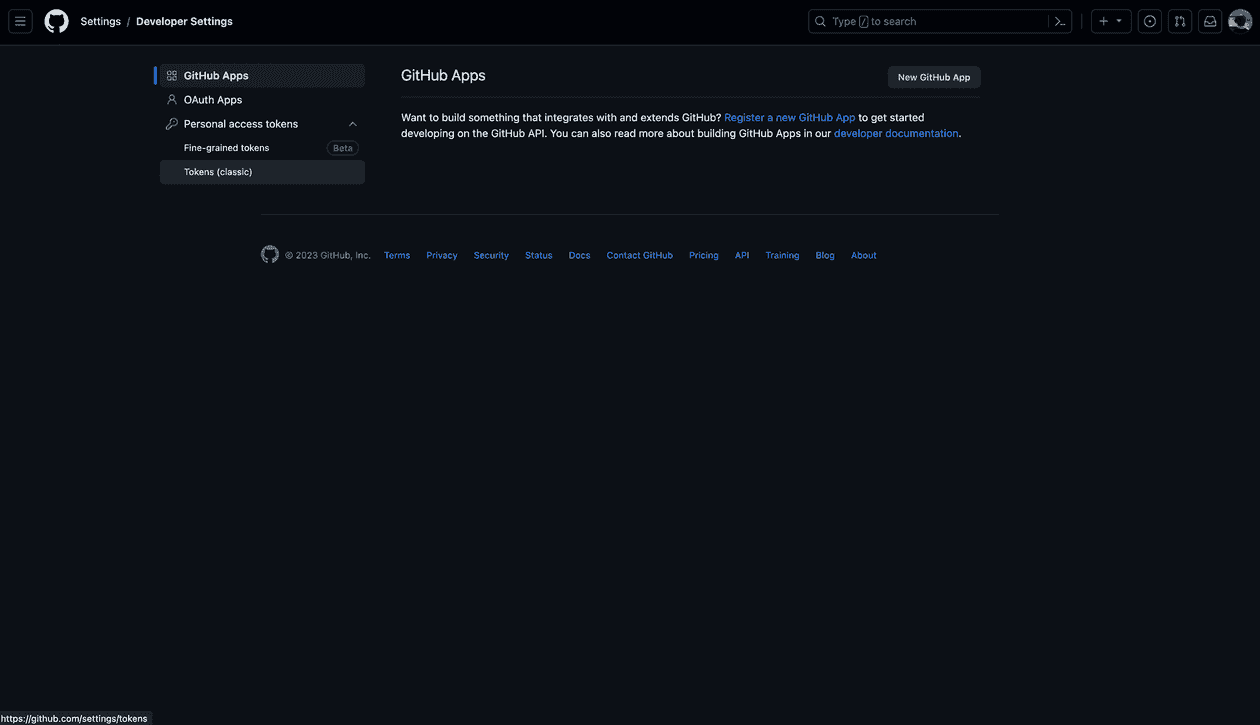 Settings / Developer Settings
Type / to search
GitHub Apps
OAuth Apps
Personal access tokens
Fine-grained tokens Beta
Tokens (classic)
GitHub Apps
New GitHub App
Want to build something that integrates with and extends GitHub? Register a new GitHub App to get started
developing on the GitHub API. You can also read more about building GitHub Apps in our developer documentation.
© 2023 GitHub, Inc. Terms Privacy Security Status Docs Contact GitHub Pricing API Training Blog About
https://github.com/settings/tokens